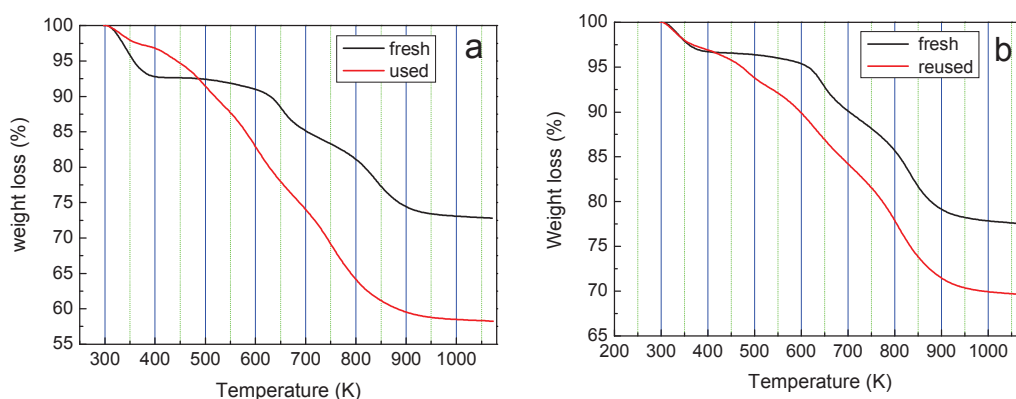 a
fresh
used
100
95
90
85
80
75
70
65
60
55
weight loss (%)
300 400 500 600 700 800 900 1000
Temperature (K)
b
fresh
reused
100
95
90
85
80
75
70
65
Weight loss (%)
200 300 400 500 600 700 800 900 1000
Temperature (K)